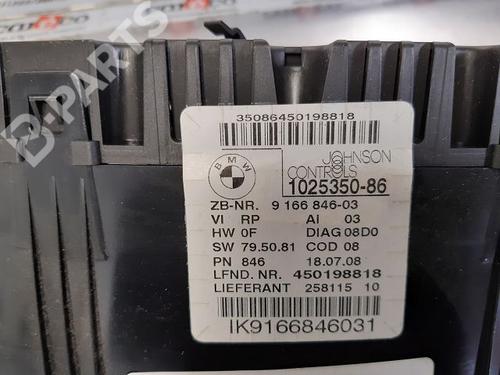 35086450198818
BMW
JOHNSON
CONTROLS
1025350-86
ZB-NR. 9 166 846-03
VI RP AI 03
HW 0F DIAG 08D0
SW 79.50.81 COD 08
PN 846 18.07.08
LFND. NR. 450198818
LIEFERANT 258115 10
IK9166846031
B-PARTS